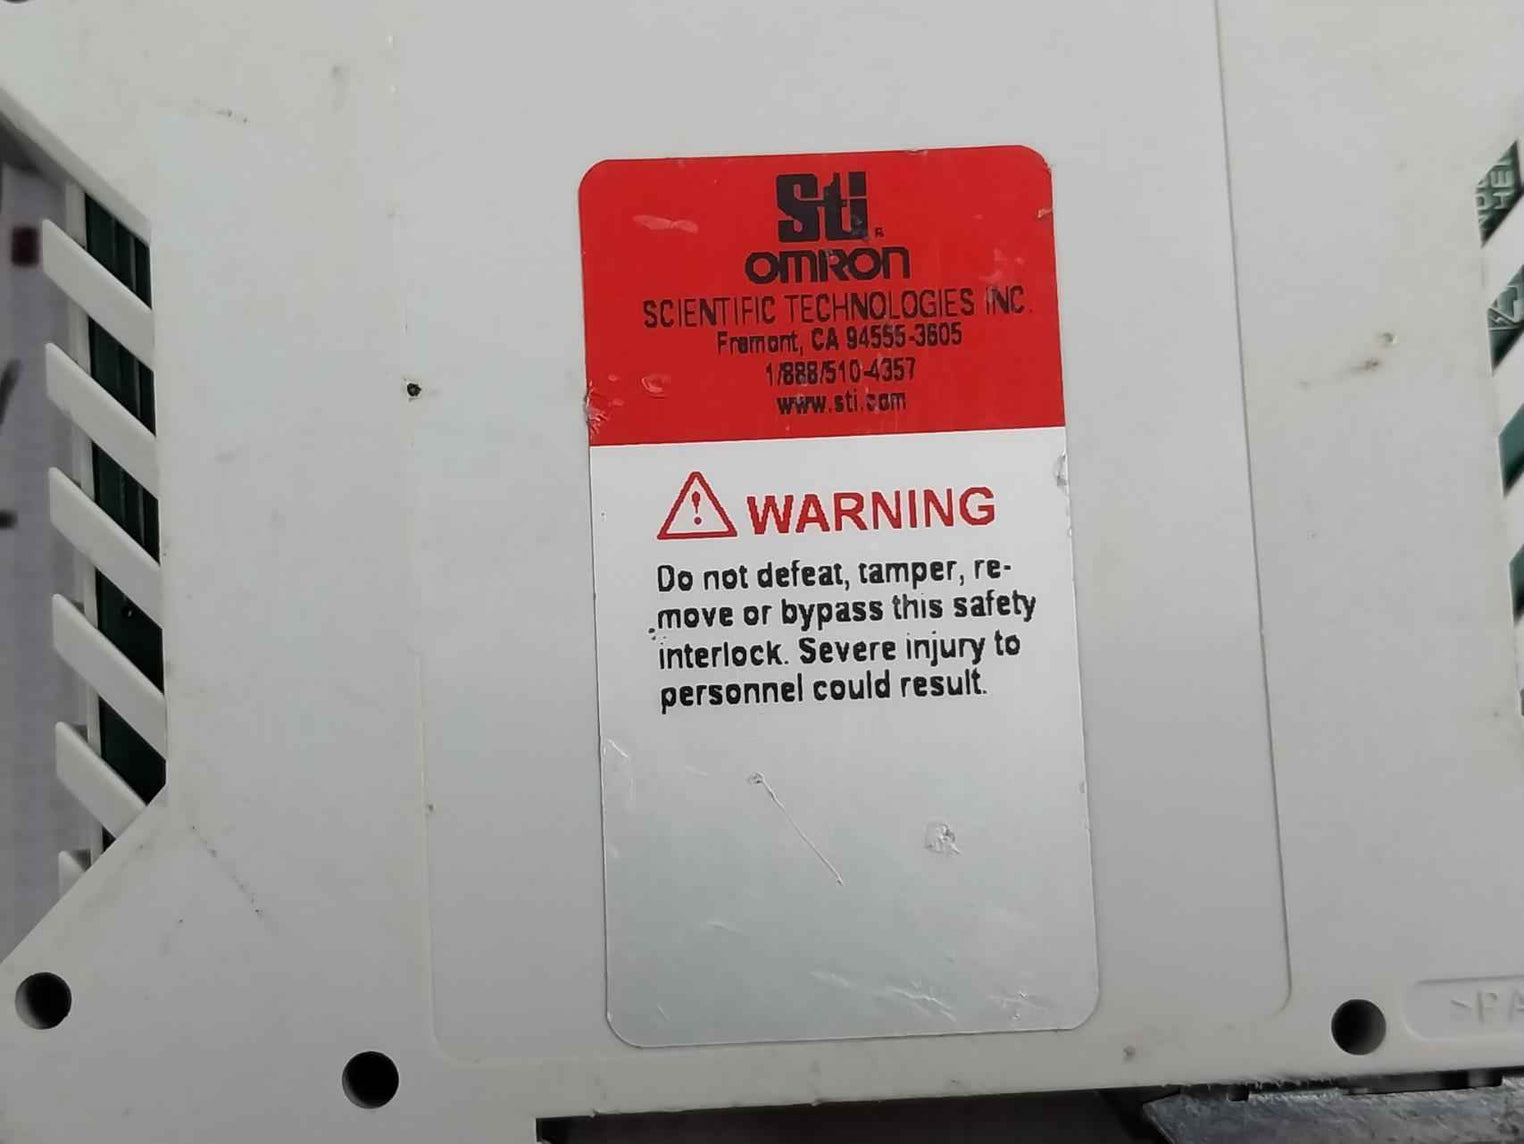 Sti®
OMRON
SCIENTIFIC TECHNOLOGIES INC.
Fremont, CA 94555-3605
1/888/510-4357
www.sti.com
WARNING
Do not defeat, tamper, re-
move or bypass this safety
interlock. Severe injury to
personnel could result.
>PA